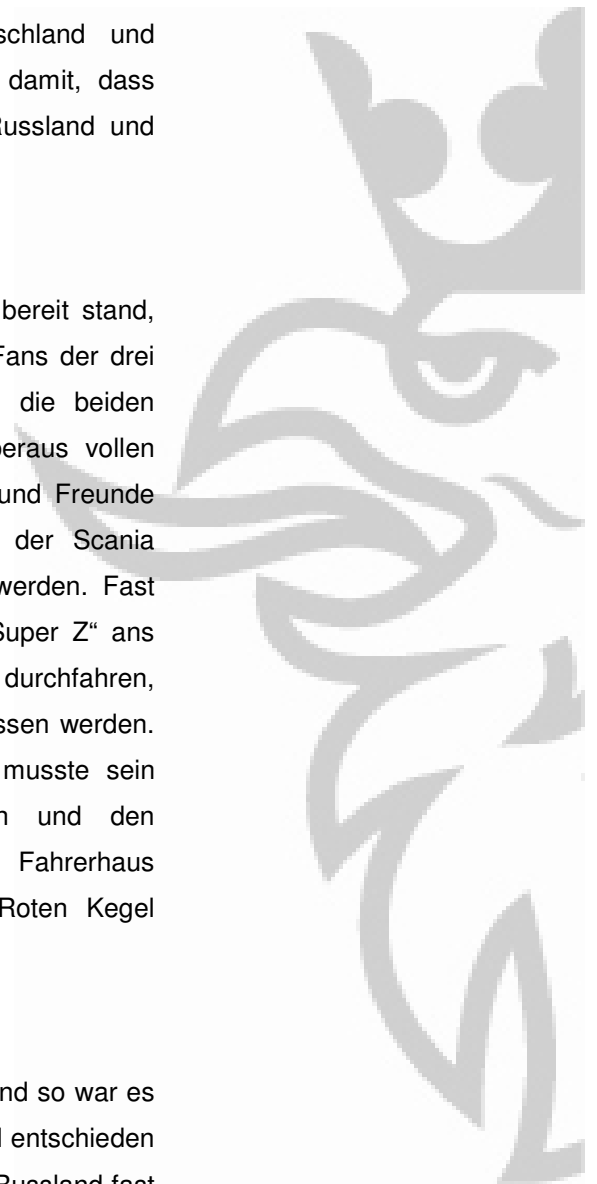 schland und
damit, dass
Russland und
bereit stand,
Fans der drei
die beiden
beraus vollen
und Freunde
der Scania
werden. Fast
Super Z“ ans
durchfahren,
ssen werden.
musste sein
n und den
Fahrerhaus
Roten Kegel
nd so war es
l entschieden
Russland fast